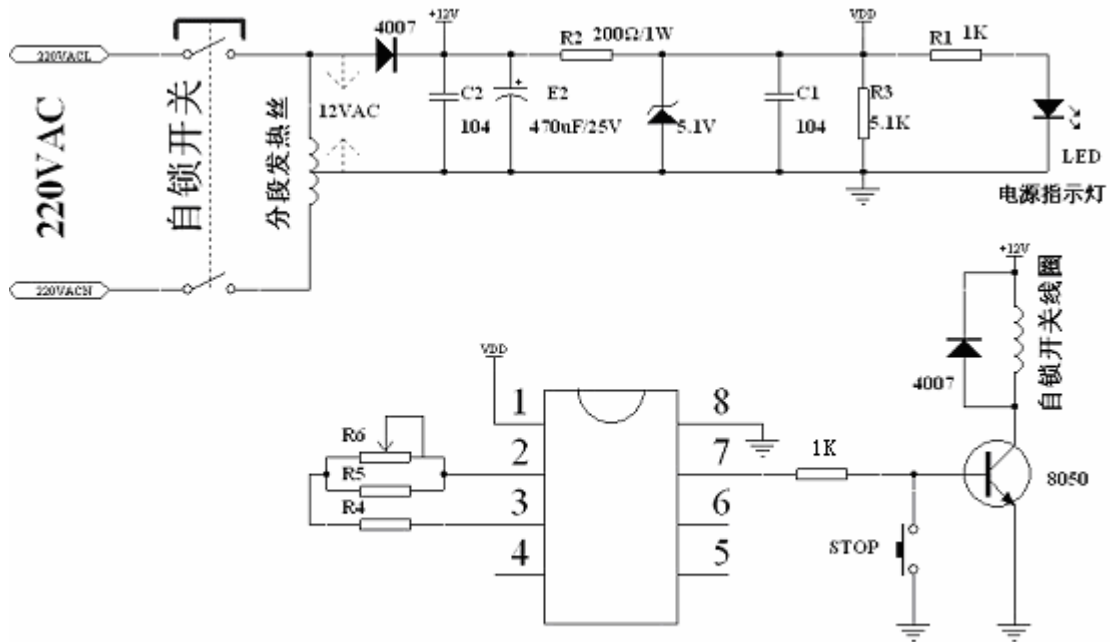 220VAC
220VACL
220VACN
自锁开关
分段发热丝
12VAC
4007
+12V
C2
104
E2
+
470uF/25V
R2
200Ω/1W
5.1V
C1
104
VDD
R3
5.1K
R1
1K
LED
电源指示灯
VDD
1
2
3
4
8
7
6
5
R6
R5
R4
1K
STOP
+12V
4007
自锁开关线圈
8050